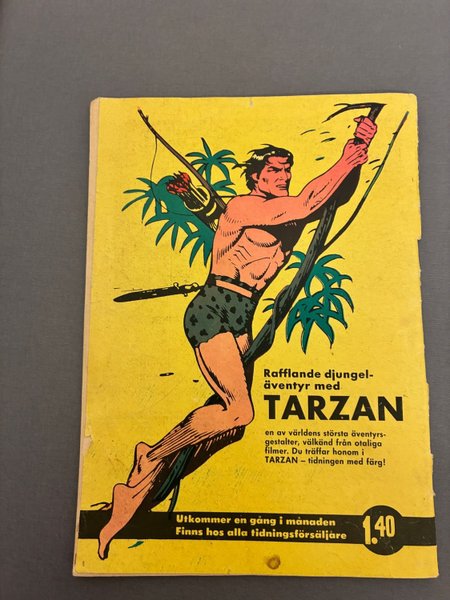 Rafflande djungel-
äventyr med
TARZAN
en av världens största äventyrs-
gestalter, välkänd från otaliga
filmer. Du träffar honom i
TARZAN – tidningen med färg!
Utkommer en gång i månaden
Finns hos alla tidningsförsäljare
1.40